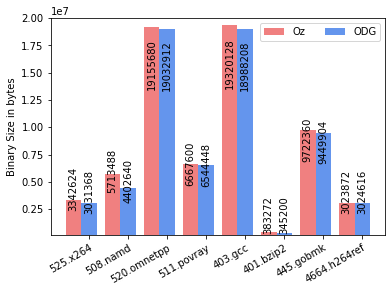 1e7
Oz
ODG
2.00
1.75
1.50
1.25
1.00
0.75
0.50
0.25
Binary Size in bytes
3342624
3031368
5713488
4402640
19155680
19032912
6667600
6544448
19320128
18988208
383272
345200
9722360
9449904
3023872
3024616
525.x264
508.namd
520.omnetpp
511.povray
403.gcc
401.bzip2
445.gobmk
4664.h264ref